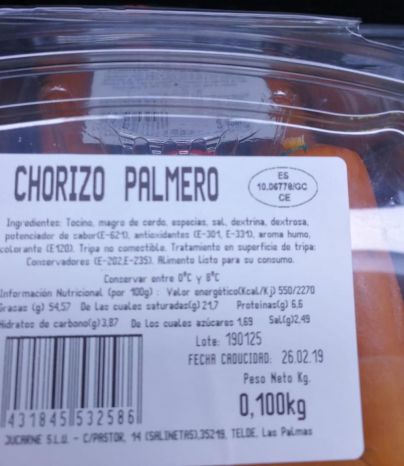 CHORIZO PALMERO
ES
10.06778/GC
CE
Ingredientes: Tocino, magro de cerdo, especias, sal, dextrina, dextrosa,
potenciador de sabor(E-621), antioxidantes (E-301, E-331), aroma humo,
colorante (E120). Tripa no comestible. Tratamiento en superficie de tripa:
Conservadores (E-202,E-235). Alimento Listo para su consumo.
Conservar entre 0ºC y 8ºC
Información Nutricional (por 100g) : Valor energético(Kcal/Kj) 550/2270
Grasas (g) 54,57 De las cuales saturadas(g) 21,7 Proteinas(g) 6,6
Hidratos de carbono(g) 3,87 De los cuales azúcares 1,69 Sal(g)2,49
Lote: 190125
FECHA CADUCIDAD: 26.02.19
Peso Neto Kg.
0,100kg
431845 532586
JUCARNE S.L.U. - C/PASTOR, 14 (SALINETAS),35219, TELDE, Las Palmas